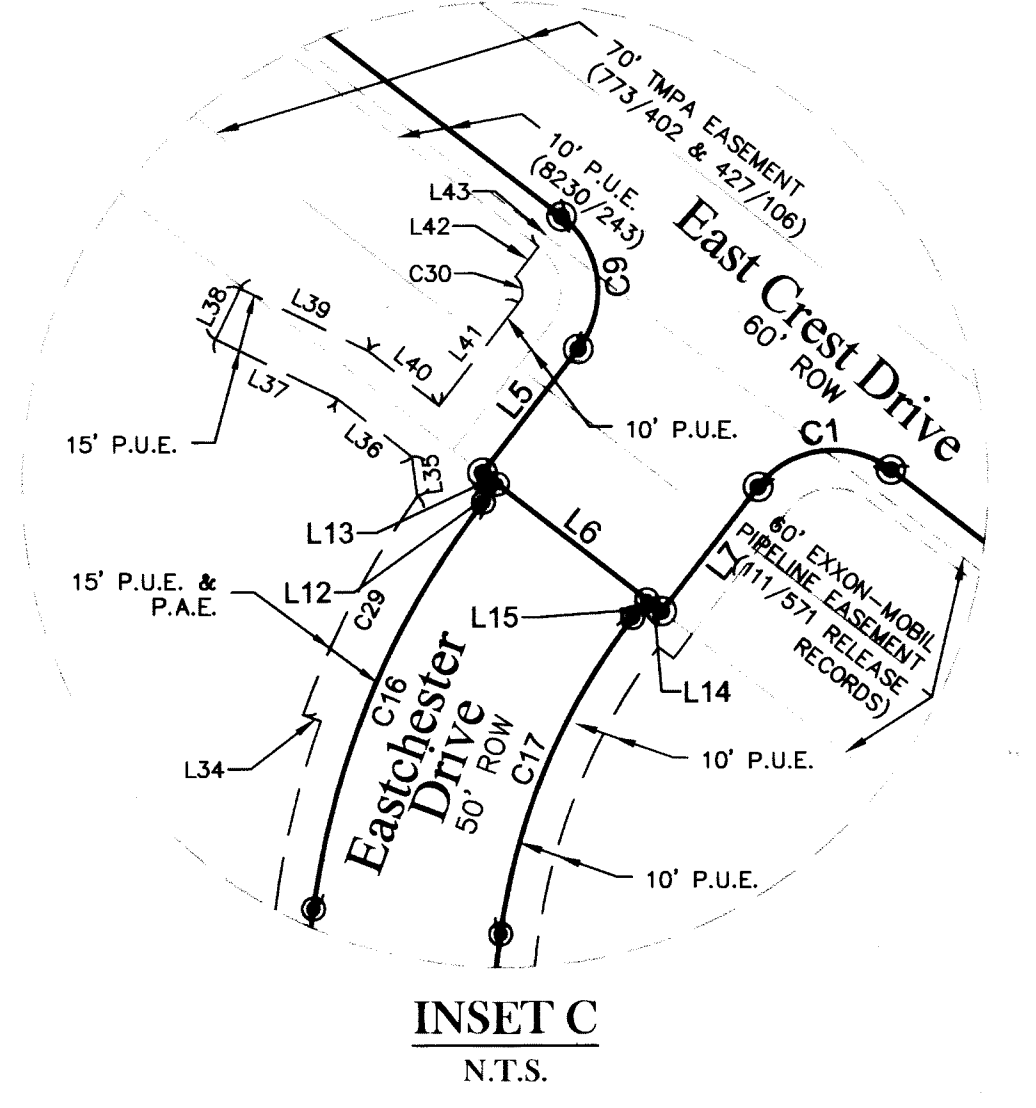 70' TMPA EASEMENT
(773/402 & 427/106)
10' P.U.E.
(8230/243)
L43
L42
C30
C9
East Crest Drive
60' ROW
L38
L39
L41
L40
L37
L36
L35
15' P.U.E.
L5
10' P.U.E.
C1
L13
L6
L7
60' EXXON-MOBIL
PIPELINE EASEMENT
(111/571 RELEASE
RECORDS)
15' P.U.E. &
P.A.E.
L12
C29
L15
L14
C16
Eastchester
Drive
50' ROW
C17
L34
10' P.U.E.
10' P.U.E.
INSET C
N.T.S.